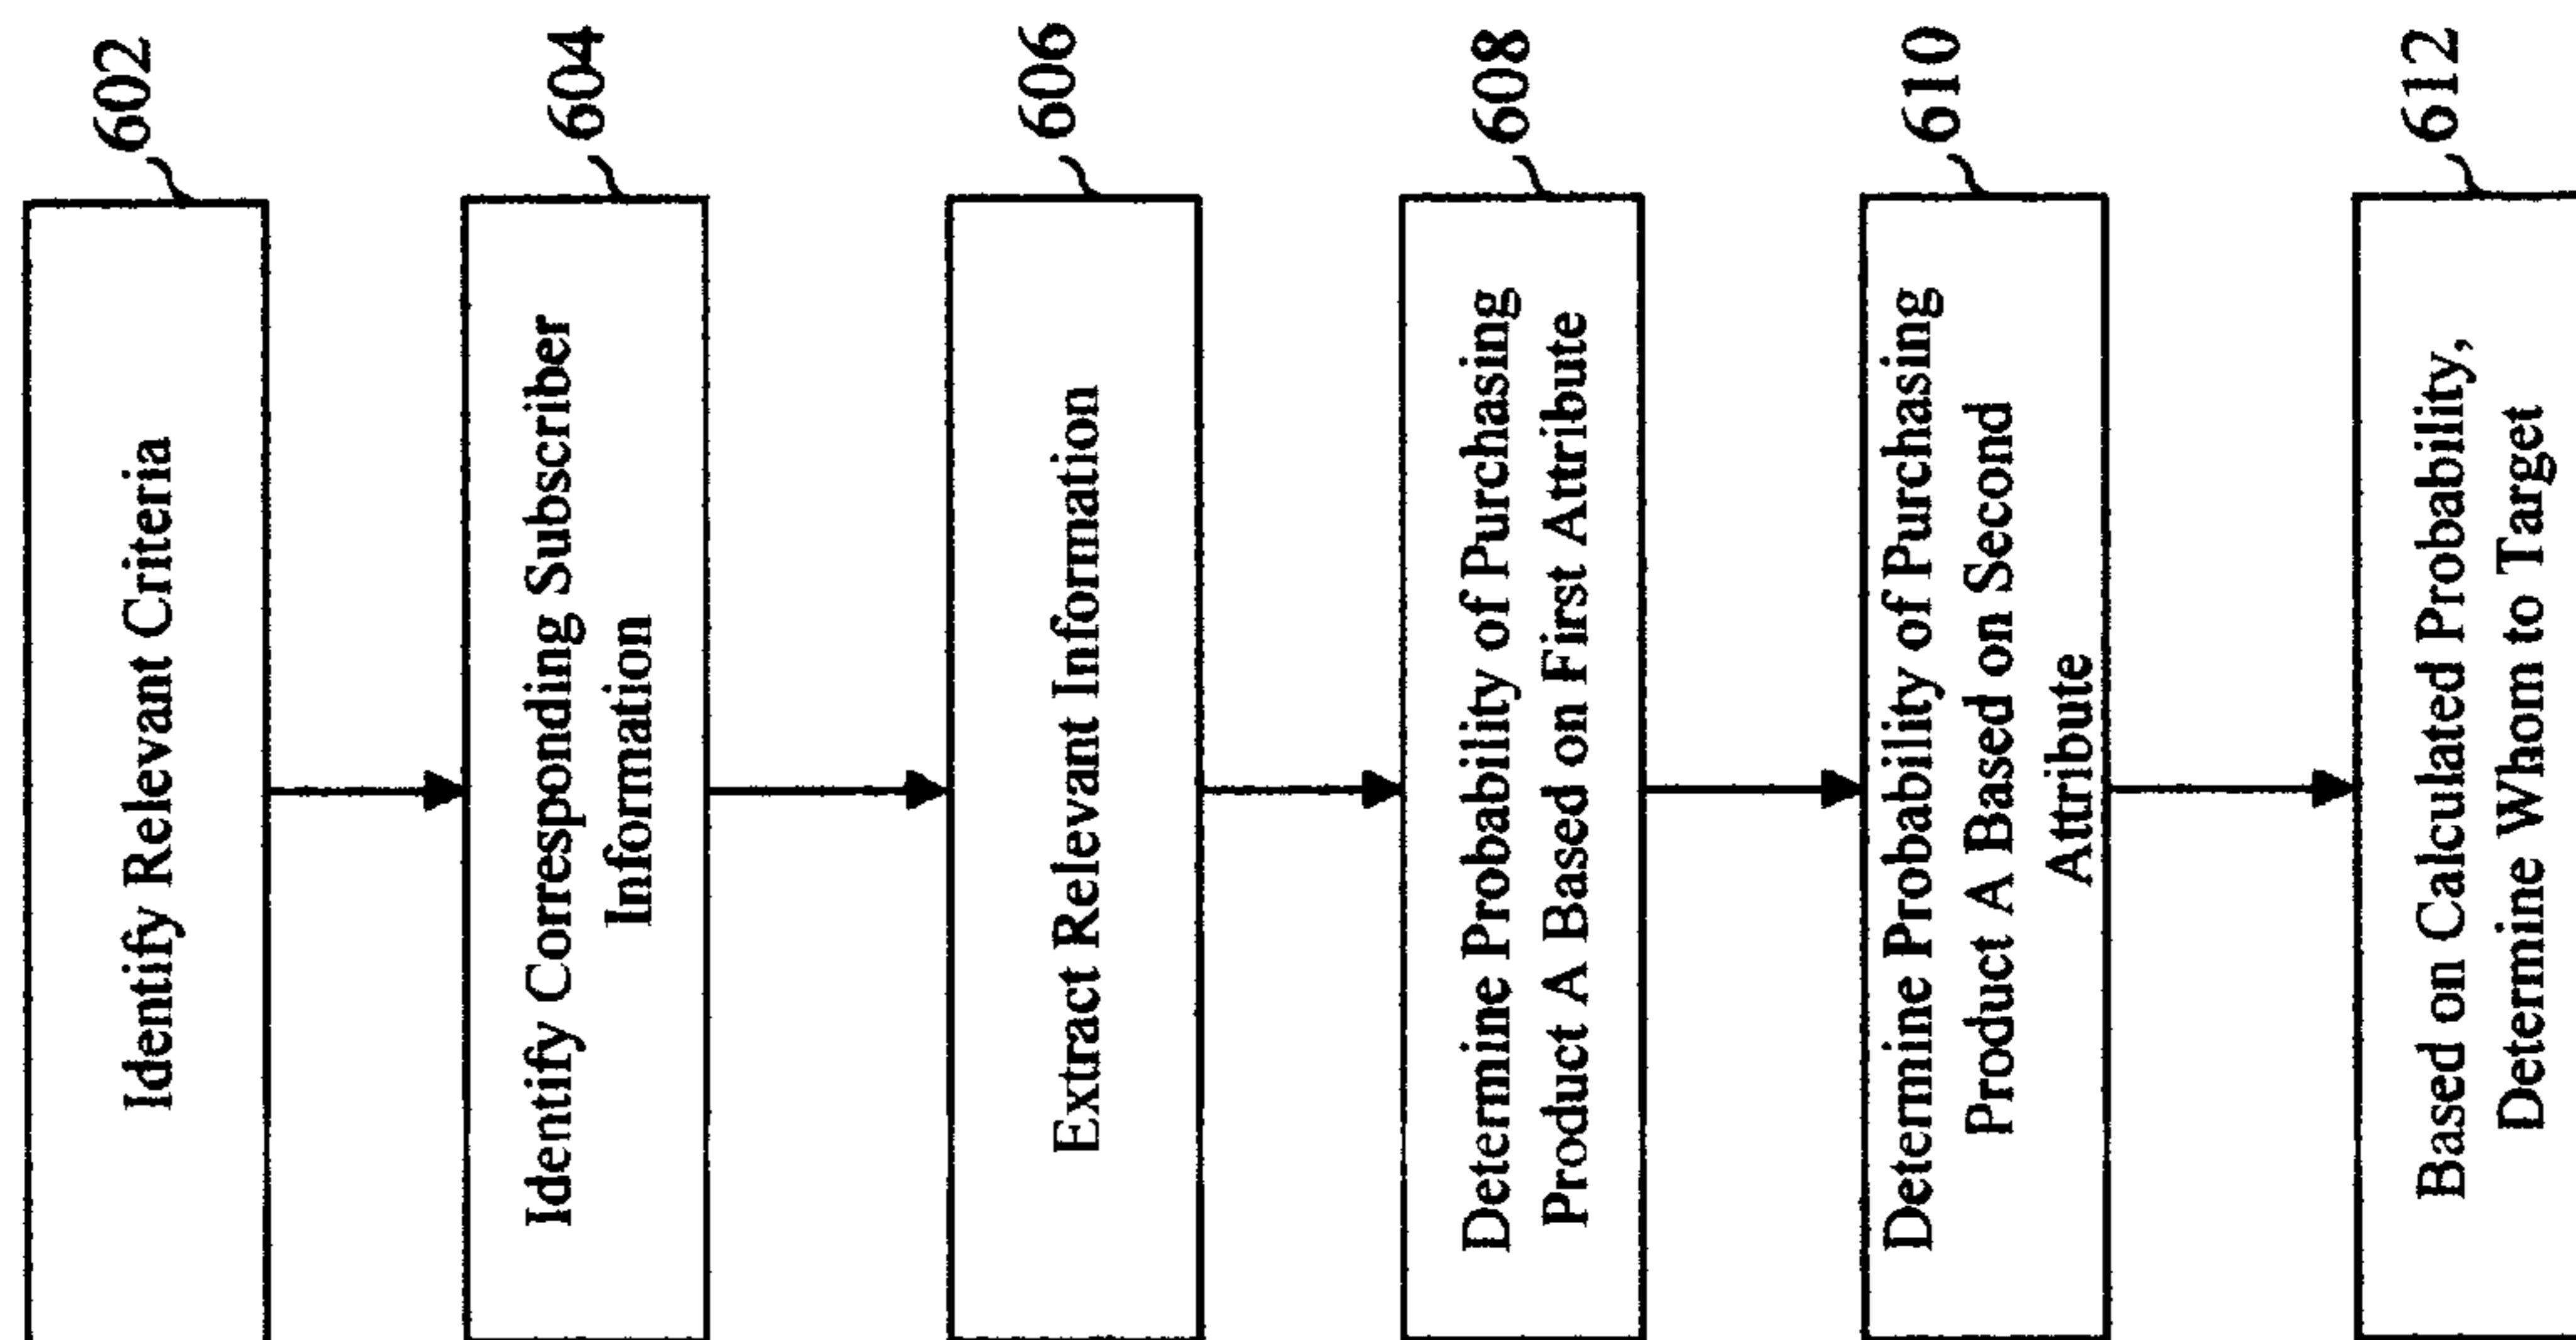 602
Identify Relevant Criteria
604
Identify Corresponding Subscriber
Information
606
Extract Relevant Information
608
Determine Probability of Purchasing
Product A Based on First Attribute
610
Determine Probability of Purchasing
Product A Based on Second
Attribute
612
Based on Calculated Probability,
Determine Whom to Target